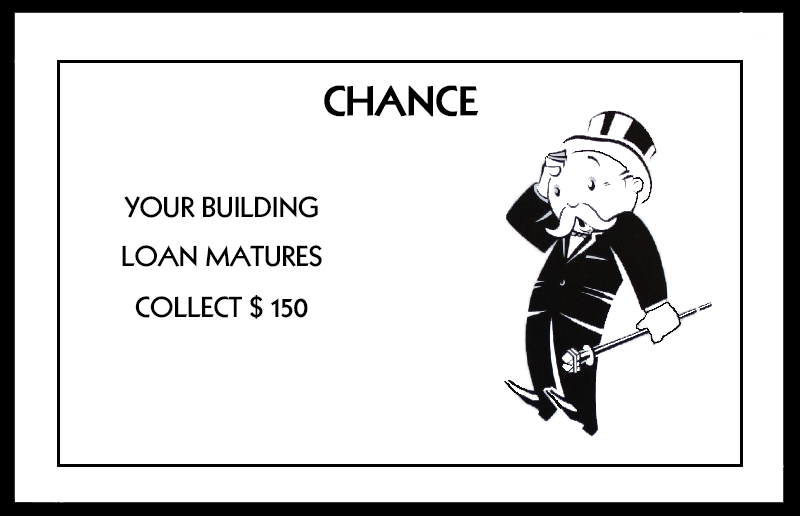 CHANCE
YOUR BUILDING
LOAN MATURES
COLLECT $ 150